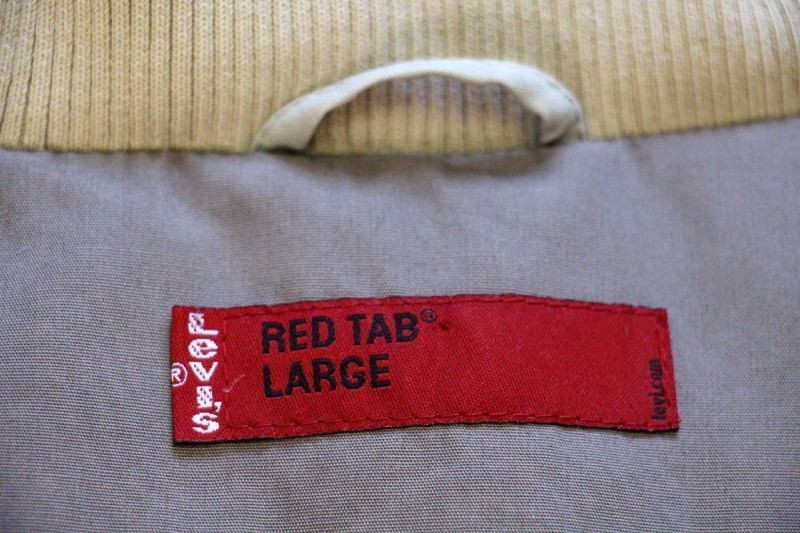 LEVI'S
®
RED TAB®
LARGE
levi.com